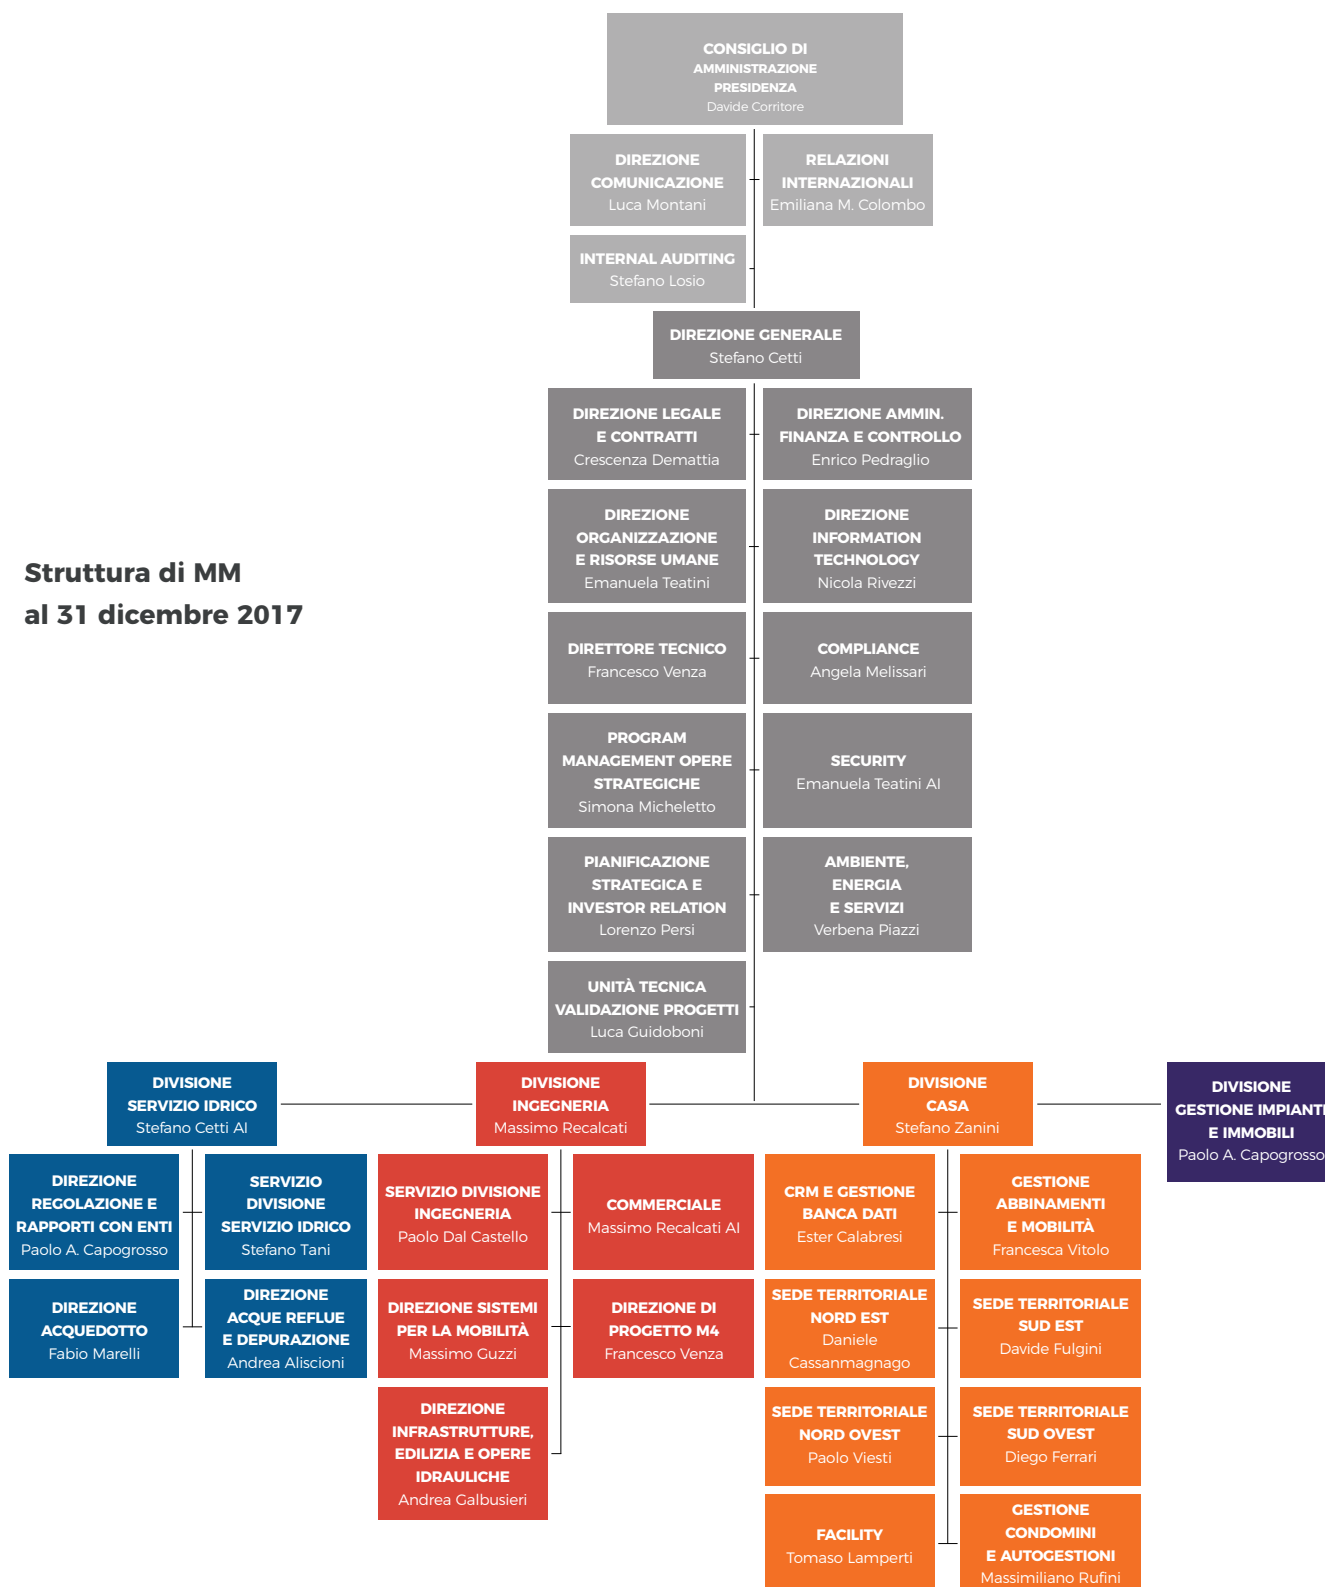 CONSIGLIO DI
AMMINISTRAZIONE
PRESIDENZA
Davide Corritore
DIREZIONE
COMUNICAZIONE
Luca Montani
RELAZIONI
INTERNAZIONALI
Emiliana M. Colombo
INTERNAL AUDITING
Stefano Losio
DIREZIONE GENERALE
Stefano Cetti
DIREZIONE LEGALE
E CONTRATTI
Crescenza Demattia
DIREZIONE AMMIN.
FINANZA E CONTROLLO
Enrico Pedraglio
DIREZIONE
ORGANIZZAZIONE
E RISORSE UMANE
Emanuela Teatini
DIREZIONE
INFORMATION
TECHNOLOGY
Nicola Rivezzi
Struttura di MM
al 31 dicembre 2017
DIRETTORE TECNICO
Francesco Venza
COMPLIANCE
Angela Melissari
PROGRAM
MANAGEMENT OPERE
STRATEGICHE
Simona Micheletto
SECURITY
Emanuela Teatini AI
PIANIFICAZIONE
STRATEGICA E
INVESTOR RELATION
Lorenzo Persi
AMBIENTE,
ENERGIA
E SERVIZI
Verbena Piazzi
UNITÀ TECNICA
VALIDAZIONE PROGETTI
Luca Guidoboni
DIVISIONE
SERVIZIO IDRICO
Stefano Cetti AI
DIVISIONE
INGEGNERIA
Massimo Recalcati
DIVISIONE
CASA
Stefano Zanini
DIVISIONE
GESTIONE IMPIANTI
E IMMOBILI
Paolo A. Capogrosso
DIREZIONE
REGOLAZIONE E
RAPPORTI CON ENTI
Paolo A. Capogrosso
SERVIZIO
DIVISIONE
SERVIZIO IDRICO
Stefano Tani
DIREZIONE
ACQUEDOTTO
Fabio Marelli
DIREZIONE
ACQUE REFLUE
E DEPURAZIONE
Andrea Aliscioni
SERVIZIO DIVISIONE
INGEGNERIA
Paolo Dal Castello
COMMERCIALE
Massimo Recalcati AI
DIREZIONE SISTEMI
PER LA MOBILITÀ
Massimo Guzzi
DIREZIONE DI
PROGETTO M4
Francesco Venza
DIREZIONE
INFRASTRUTTURE,
EDILIZIA E OPERE
IDRAULICHE
Andrea Galbusieri
CRM E GESTIONE
BANCA DATI
Ester Calabresi
GESTIONE
ABBINAMENTI
E MOBILITÀ
Francesca Vitolo
SEDE TERRITORIALE
NORD EST
Daniele
Cassanmagnago
SEDE TERRITORIALE
SUD EST
Davide Fulgini
SEDE TERRITORIALE
NORD OVEST
Paolo Viesti
SEDE TERRITORIALE
SUD OVEST
Diego Ferrari
FACILITY
Tomaso Lamperti
GESTIONE
CONDOMINI
E AUTOGESTIONI
Massimiliano Rufini